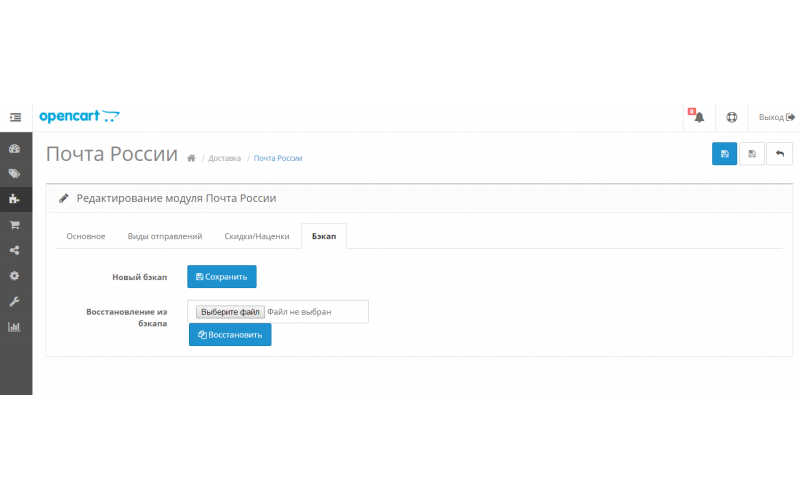 opencart
0
Выход
Почта России
/ Доставка / Почта России
Редактирование модуля Почта России
Основное Виды отправлений Скидки/Наценки Бэкап
Новый бэкап Сохранить
Восстановление из бэкапа
Выберите файл Файл не выбран
Восстановить